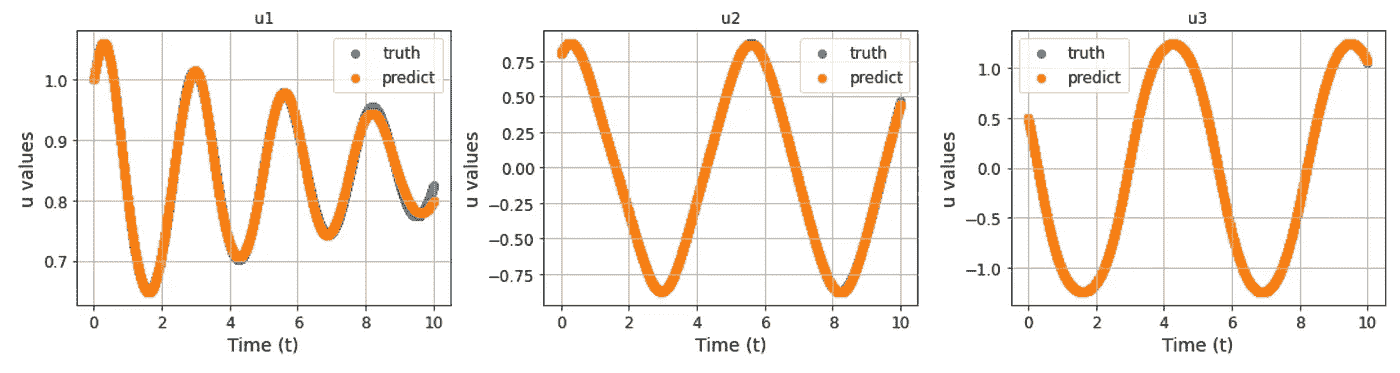 u1
truth
predict
1.0
0.9
0.8
0.7
u values
0 2 4 6 8 10
Time (t)
u2
truth
predict
0.75
0.50
0.25
0.00
−0.25
−0.50
−0.75
u values
0 2 4 6 8 10
Time (t)
u3
truth
predict
1.0
0.5
0.0
−0.5
−1.0
u values
0 2 4 6 8 10
Time (t)